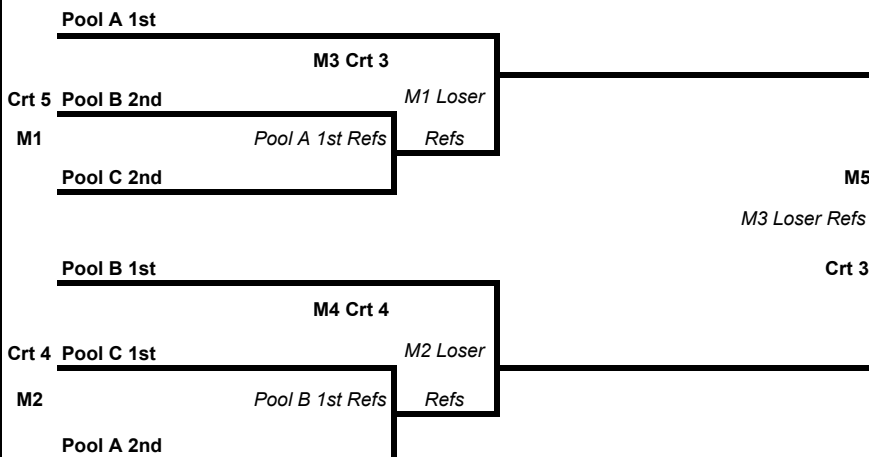 Pool A 1st
M3 Crt 3
Crt 5 Pool B 2nd
M1 Loser
M1
Pool A 1st Refs
Refs
Pool C 2nd
M5
M3 Loser Refs
Pool B 1st
Crt 3
M4 Crt 4
Crt 4 Pool C 1st
M2 Loser
M2
Pool B 1st Refs
Refs
Pool A 2nd